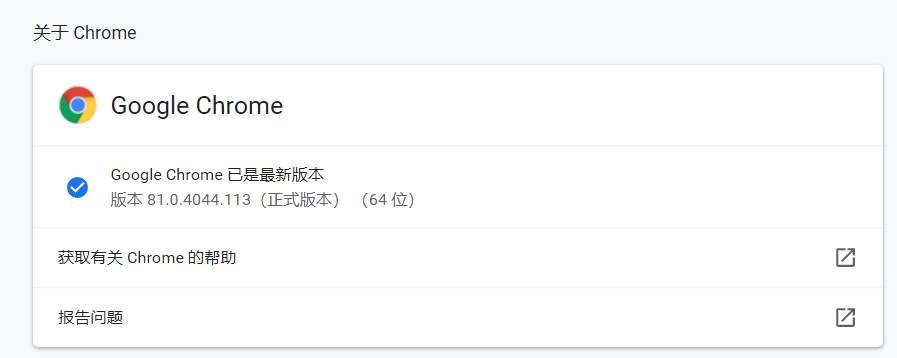 关于 Chrome
Google Chrome
Google Chrome 已是最新版本
版本 81.0.4044.113（正式版本） （64 位）
获取有关 Chrome 的帮助
报告问题